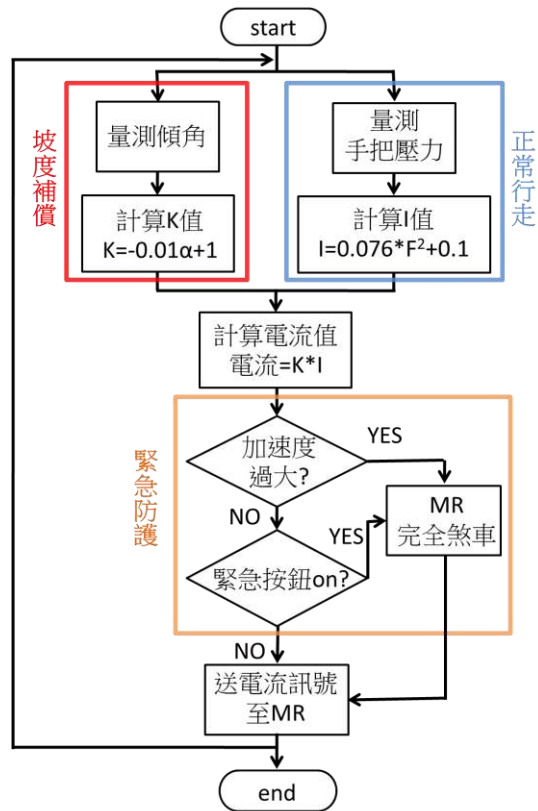 start
坡度補償
量測傾角
計算K值
K=-0.01α+1
量測
手把壓力
計算I值
I=0.076*F²+0.1
正常行走
計算電流值
電流=K*I
緊急防護
加速度
過大?
YES
NO
MR
完全煞車
緊急按鈕on?
YES
NO
送電流訊號
至MR
end